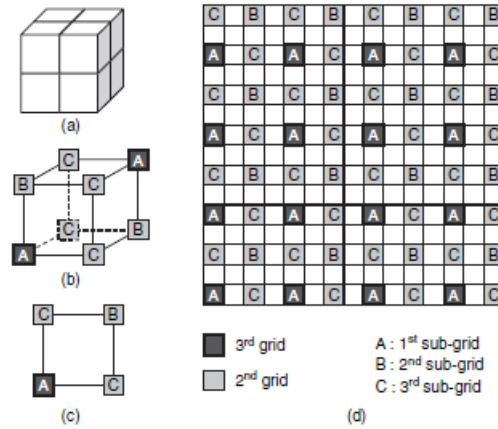 (a)
C A
B C
C B
A C
(b)
C B
A C
(c)
C B C B C B C B
A C A C A C A C
C B C B C B C B
A C A C A C A C
C B C B C B C B
A C A C A C A C
C B C B C B C B
A C A C A C A C
3rd grid
2nd grid
A : 1st sub-grid
B : 2nd sub-grid
C : 3rd sub-grid
(d)